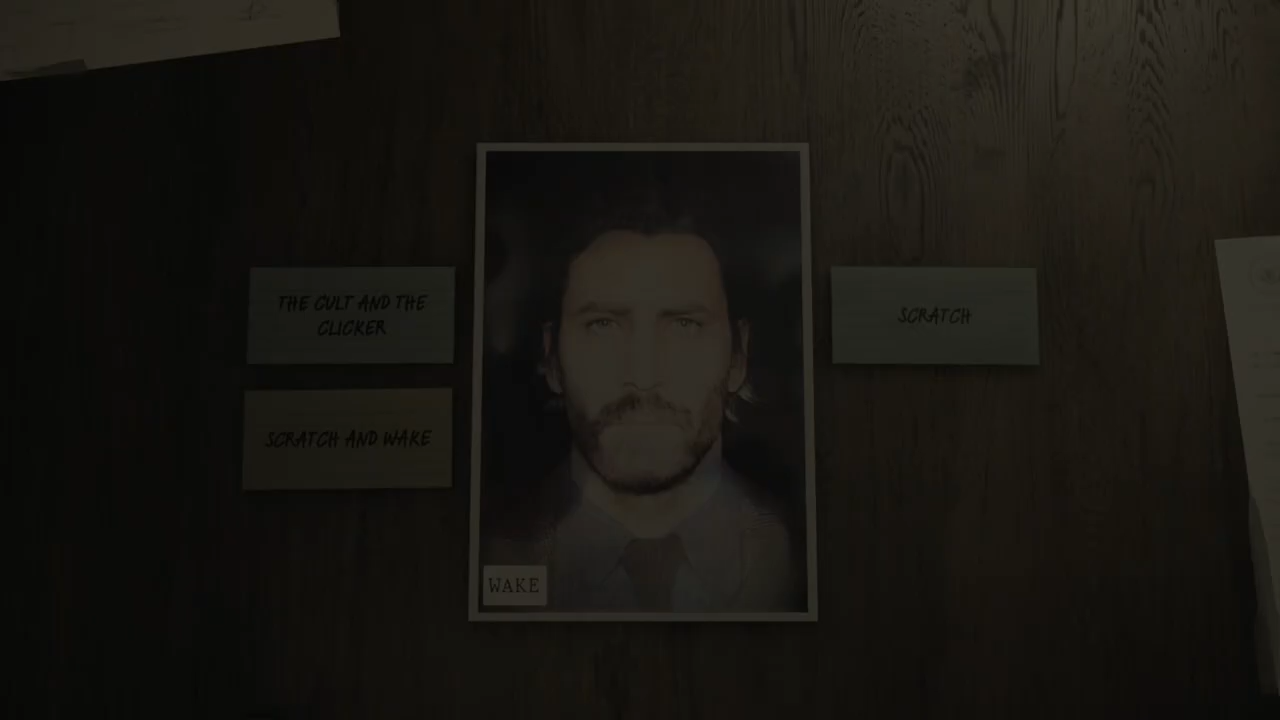 THE CULT AND THE
CLICKER
SCRATCH
SCRATCH AND WAKE
WAKE